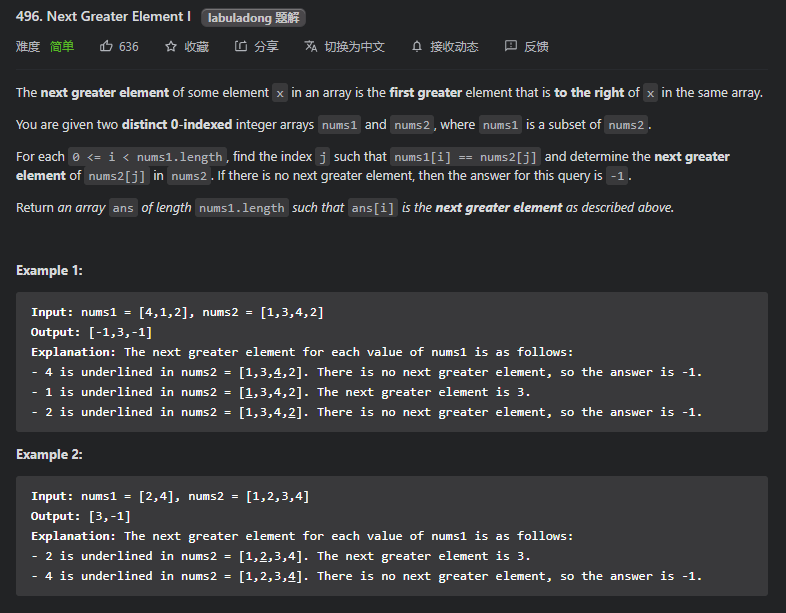 496. Next Greater Element I labuladong 题解
难度 简单 636 收藏 分享 切换为中文 接收动态 反馈
The next greater element of some element x in an array is the first greater element that is to the right of x in the same array.
You are given two distinct 0-indexed integer arrays nums1 and nums2, where nums1 is a subset of nums2.
For each 0 <= i < nums1.length, find the index j such that nums1[i] == nums2[j] and determine the next greater
element of nums2[j] in nums2. If there is no next greater element, then the answer for this query is -1.
Return an array ans of length nums1.length such that ans[i] is the next greater element as described above.
Example 1:
Input: nums1 = [4,1,2], nums2 = [1,3,4,2]
Output: [-1,3,-1]
Explanation: The next greater element for each value of nums1 is as follows:
- 4 is underlined in nums2 = [1,3,4,2]. There is no next greater element, so the answer is -1.
- 1 is underlined in nums2 = [1,3,4,2]. The next greater element is 3.
- 2 is underlined in nums2 = [1,3,4,2]. There is no next greater element, so the answer is -1.
Example 2:
Input: nums1 = [2,4], nums2 = [1,2,3,4]
Output: [3,-1]
Explanation: The next greater element for each value of nums1 is as follows:
- 2 is underlined in nums2 = [1,2,3,4]. The next greater element is 3.
- 4 is underlined in nums2 = [1,2,3,4]. There is no next greater element, so the answer is -1.